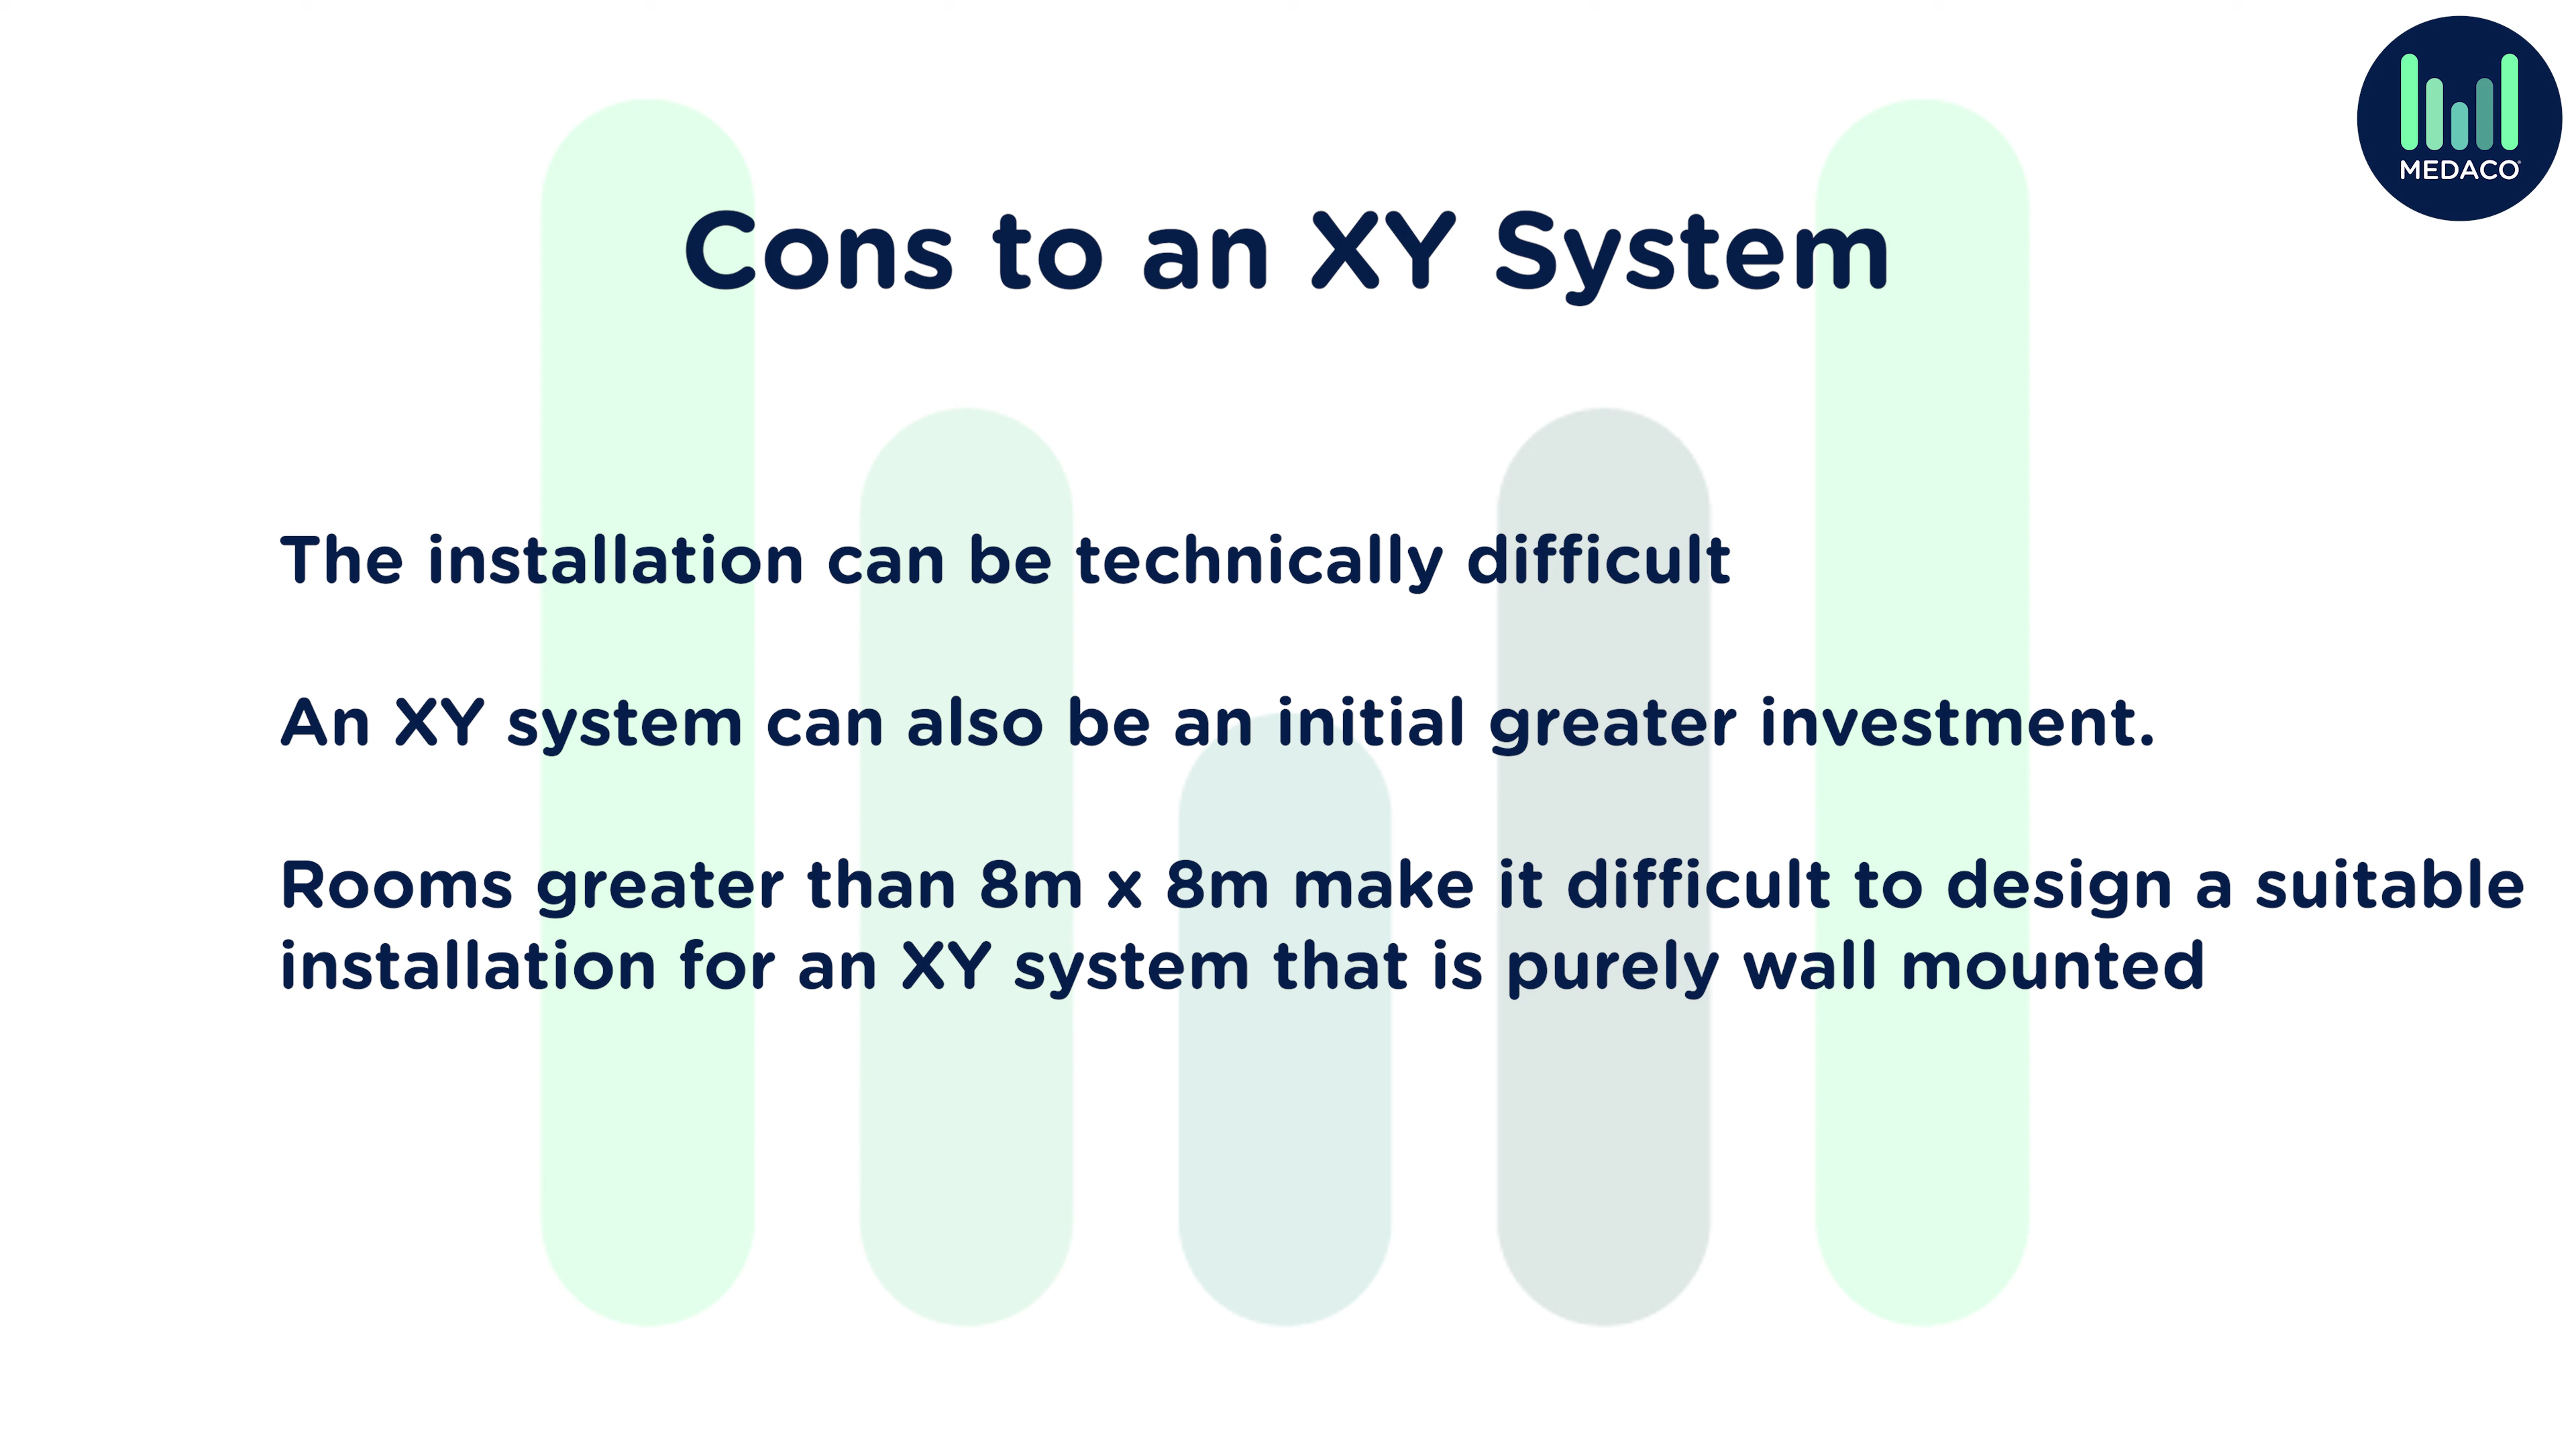 MEDACO
Cons to an XY System
The installation can be technically difficult
An XY system can also be an initial greater investment.
Rooms greater than 8m x 8m make it difficult to design a suitable
installation for an XY system that is purely wall mounted